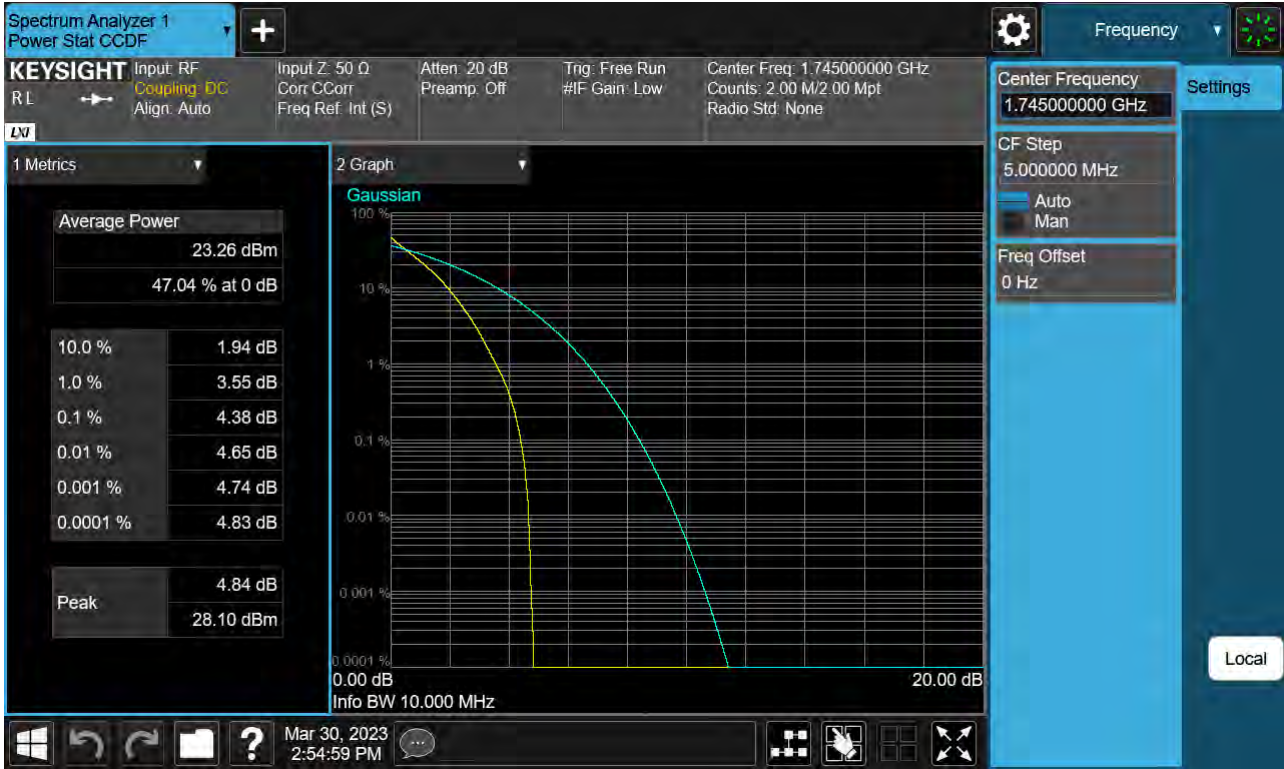 Spectrum Analyzer 1
Power Stat CCDF
Frequency
KEYSIGHT
R L
LXI
Input: RF
Coupling: DC
Align: Auto
Input Z: 50 Ω
Corr CCorr
Freq Ref: Int (S)
Atten: 20 dB
Preamp: Off
Trig: Free Run
#IF Gain: Low
Center Freq: 1.745000000 GHz
Counts: 2.00 M/2.00 Mpt
Radio Std: None
Center Frequency
1.745000000 GHz
Settings
CF Step
5.000000 MHz
Auto
Man
Freq Offset
0 Hz
Local
1 Metrics
Average Power
23.26 dBm
47.04 % at 0 dB
10.0 % 1.94 dB
1.0 % 3.55 dB
0.1 % 4.38 dB
0.01 % 4.65 dB
0.001 % 4.74 dB
0.0001 % 4.83 dB
Peak
4.84 dB
28.10 dBm
2 Graph
Gaussian
100 %
10 %
1 %
0.1 %
0.01 %
0.001 %
0.0001 %
0.00 dB 20.00 dB
Info BW 10.000 MHz
?
Mar 30, 2023
2:54:59 PM